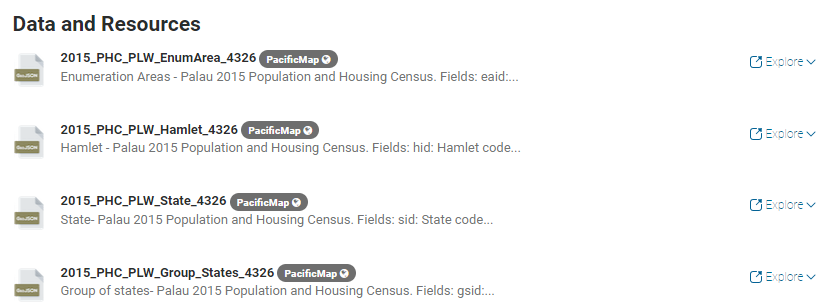 Data and Resources
2015_PHC_PLW_EnumArea_4326 PacificMap
Enumeration Areas - Palau 2015 Population and Housing Census. Fields: eaid:...
Explore
GeoJSON
2015_PHC_PLW_Hamlet_4326 PacificMap
Hamlet - Palau 2015 Population and Housing Census. Fields: hid: Hamlet code...
Explore
GeoJSON
2015_PHC_PLW_State_4326 PacificMap
State- Palau 2015 Population and Housing Census. Fields: sid: State code...
Explore
GeoJSON
2015_PHC_PLW_Group_States_4326 PacificMap
Group of states- Palau 2015 Population and Housing Census. Fields: gsid:...
Explore
GeoJSON